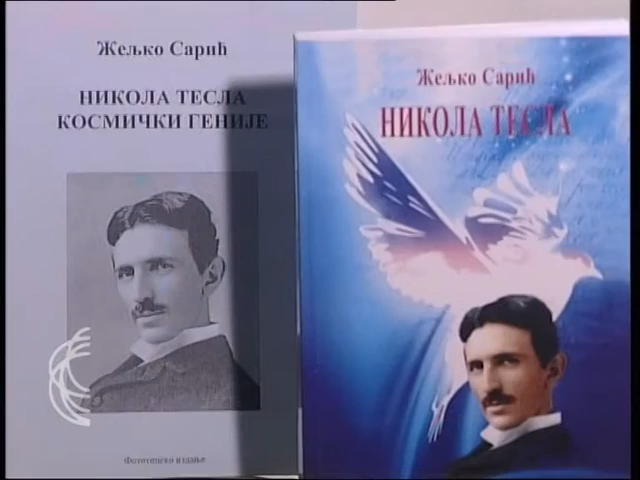 Жељко Сарић
НИКОЛА ТЕСЛА
КОСМИЧКИ ГЕНИЈЕ
Фототипско издање
Жељко Сарић
НИКОЛА ТЕСЛА